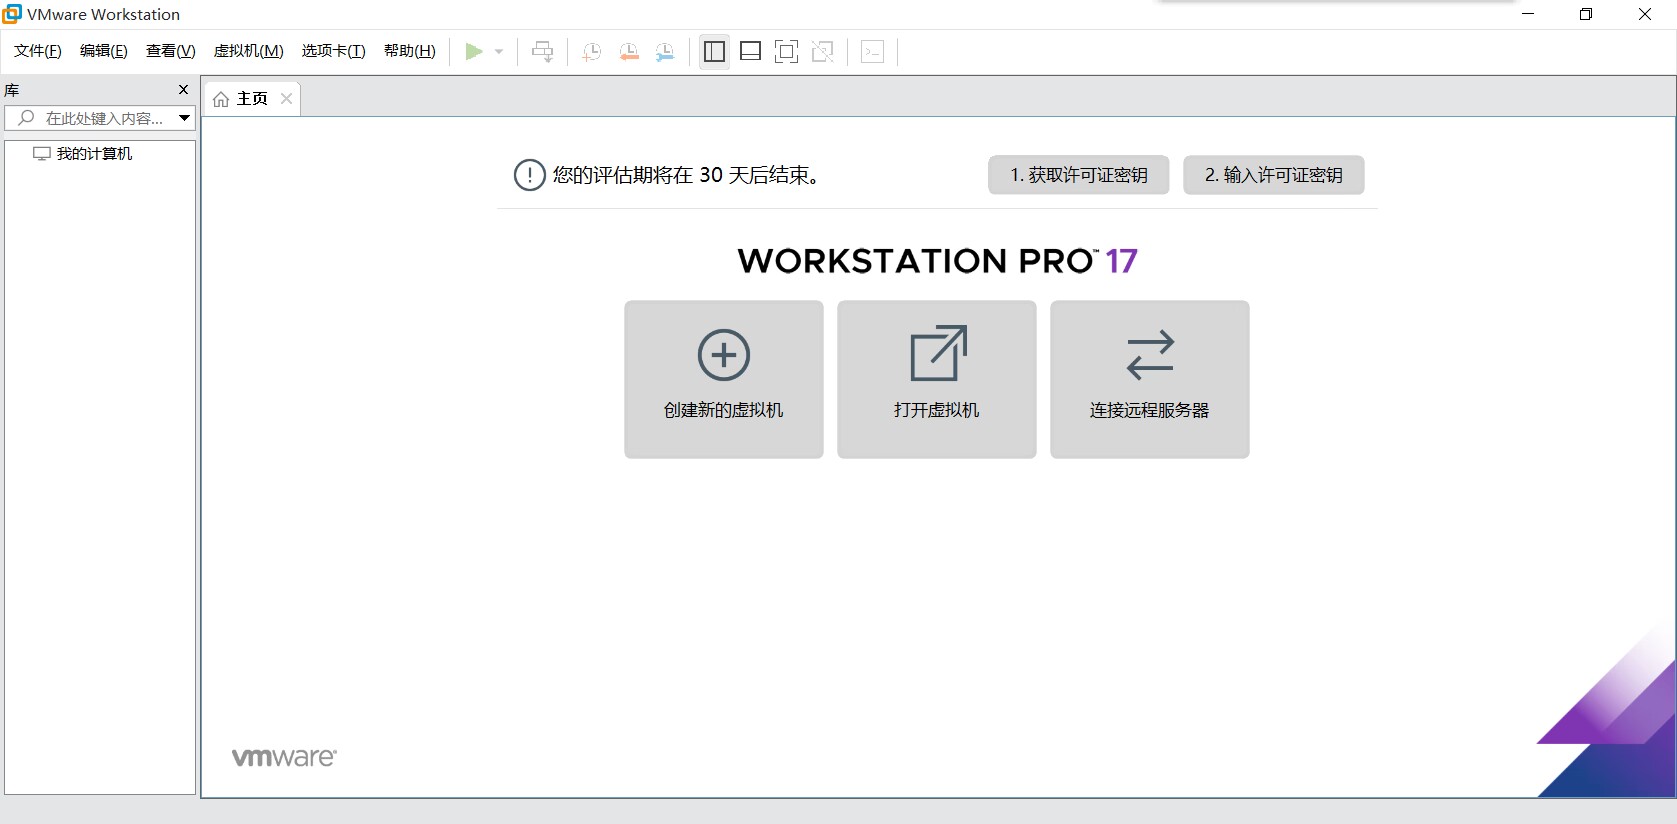 VMware Workstation
文件(F) 编辑(E) 查看(V) 虚拟机(M) 选项卡(T) 帮助(H)
库
主页
在此处键入内容...
我的计算机
您的评估期将在 30 天后结束。
1. 获取许可证密钥
2. 输入许可证密钥
WORKSTATION PRO™ 17
创建新的虚拟机
打开虚拟机
连接远程服务器
vmware®